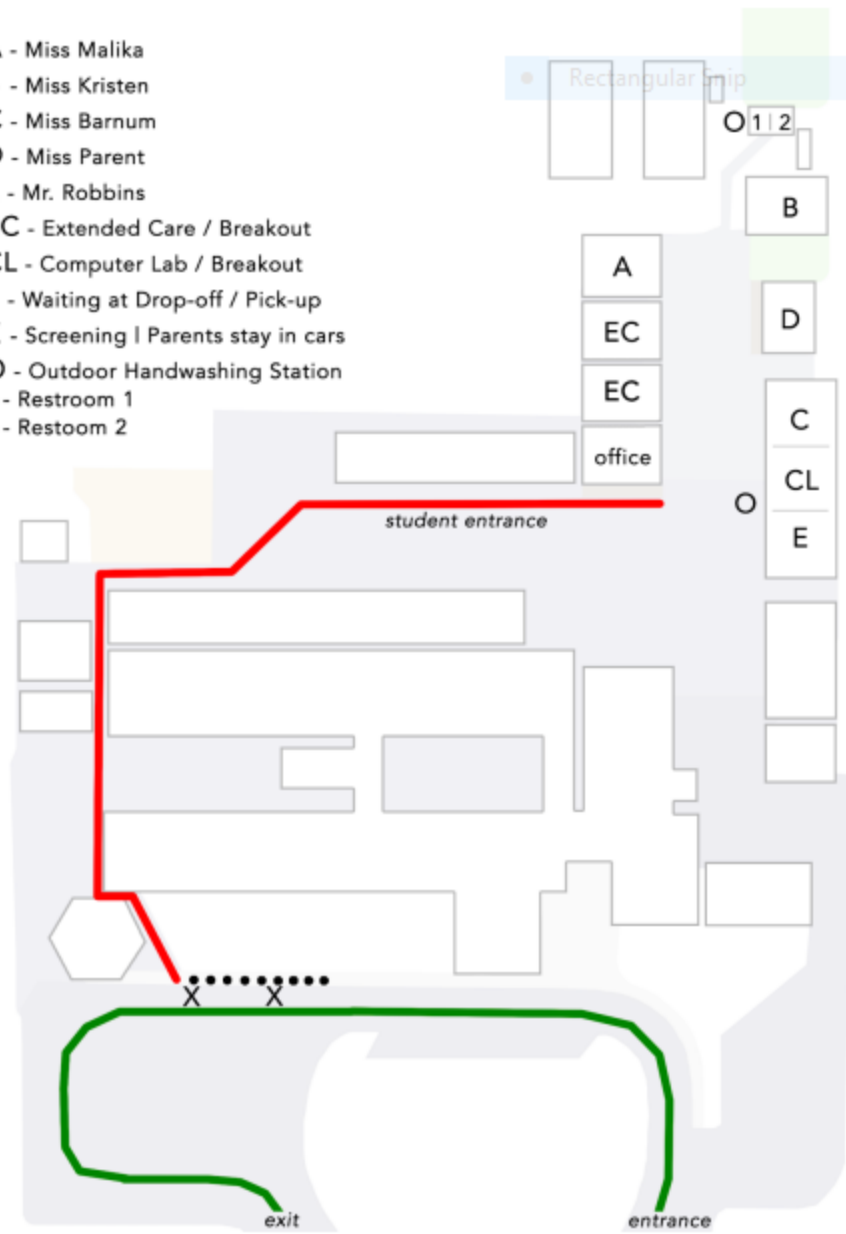 A - Miss Malika
- Miss Kristen
C - Miss Barnum
D - Miss Parent
- Mr. Robbins
C - Extended Care / Breakout
CL - Computer Lab / Breakout
- Waiting at Drop-off / Pick-up
- Screening | Parents stay in cars
O - Outdoor Handwashing Station
- Restroom 1
- Restoom 2
Rectangular Snip
O 1 | 2
B
A
D
EC
EC
C
office
CL
O
student entrance
E
X X
exit
entrance